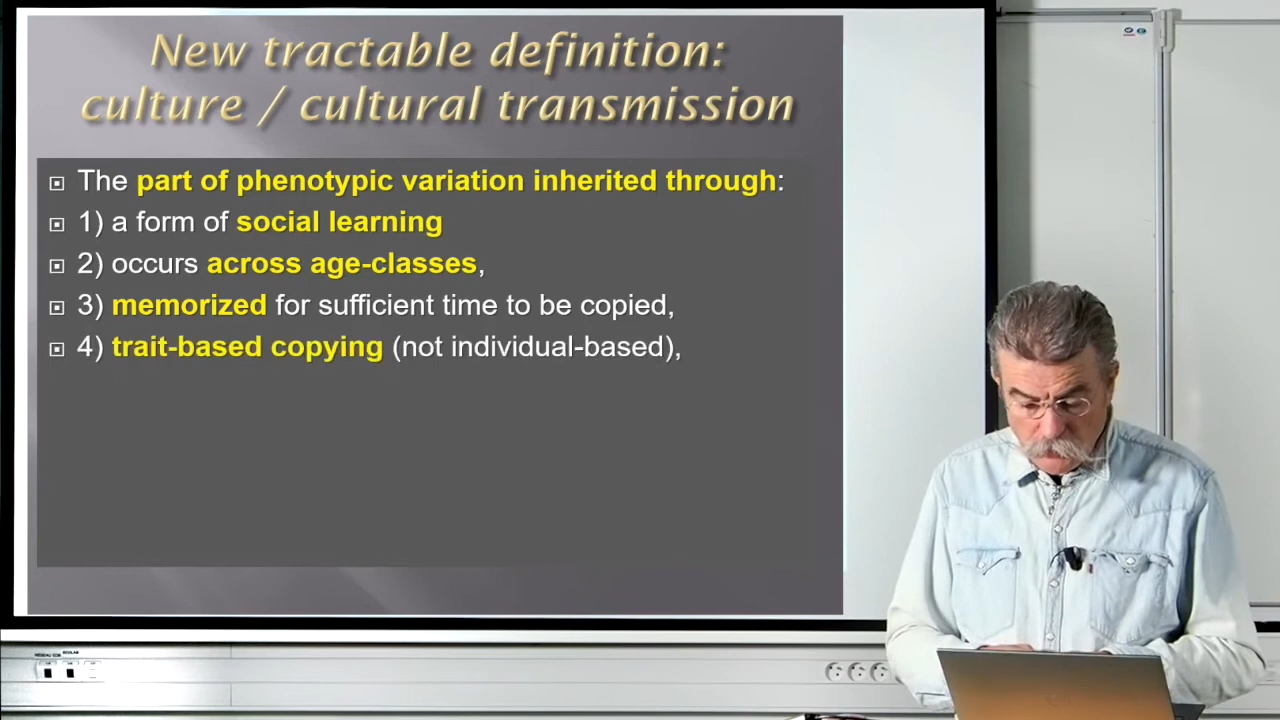 New tractable definition:
culture / cultural transmission
The part of phenotypic variation inherited through:
1) a form of social learning
2) occurs across age-classes,
3) memorized for sufficient time to be copied,
4) trait-based copying (not individual-based),